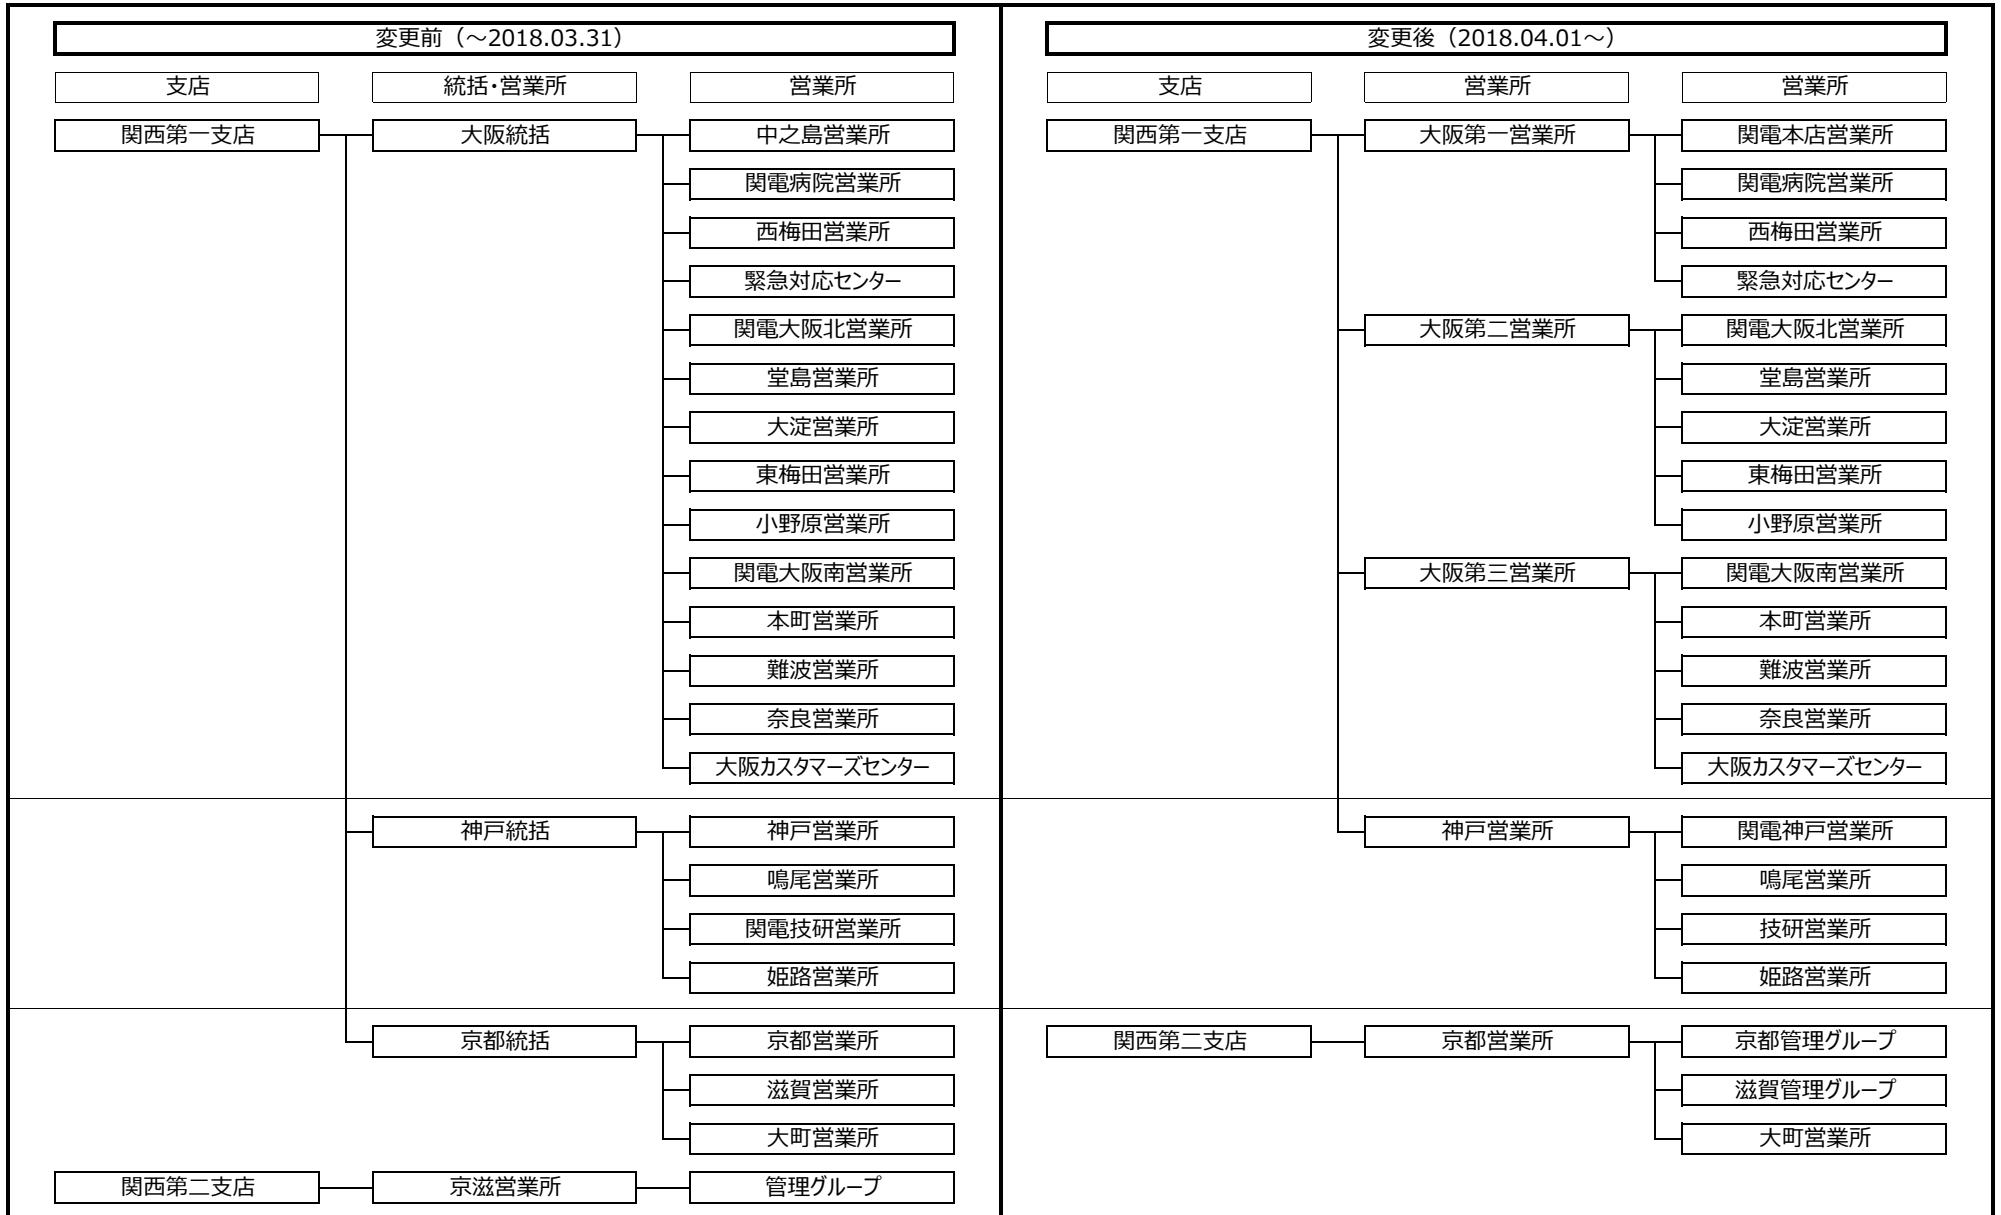 変更前（～2018.03.31）
支店 統括･営業所 営業所
関西第一支店 大阪統括 中之島営業所
関電病院営業所
西梅田営業所
緊急対応センター
関電大阪北営業所
堂島営業所
大淀営業所
東梅田営業所
小野原営業所
関電大阪南営業所
本町営業所
難波営業所
奈良営業所
大阪カスタマーズセンター
神戸統括 神戸営業所
鳴尾営業所
関電技研営業所
姫路営業所
京都統括 京都営業所
滋賀営業所
大町営業所
関西第二支店 京滋営業所 管理グループ
変更後（2018.04.01～）
支店 営業所 営業所
関西第一支店 大阪第一営業所 関電本店営業所
関電病院営業所
西梅田営業所
緊急対応センター
大阪第二営業所 関電大阪北営業所
堂島営業所
大淀営業所
東梅田営業所
小野原営業所
大阪第三営業所 関電大阪南営業所
本町営業所
難波営業所
奈良営業所
大阪カスタマーズセンター
神戸営業所 関電神戸営業所
鳴尾営業所
技研営業所
姫路営業所
関西第二支店 京都営業所 京都管理グループ
滋賀管理グループ
大町営業所